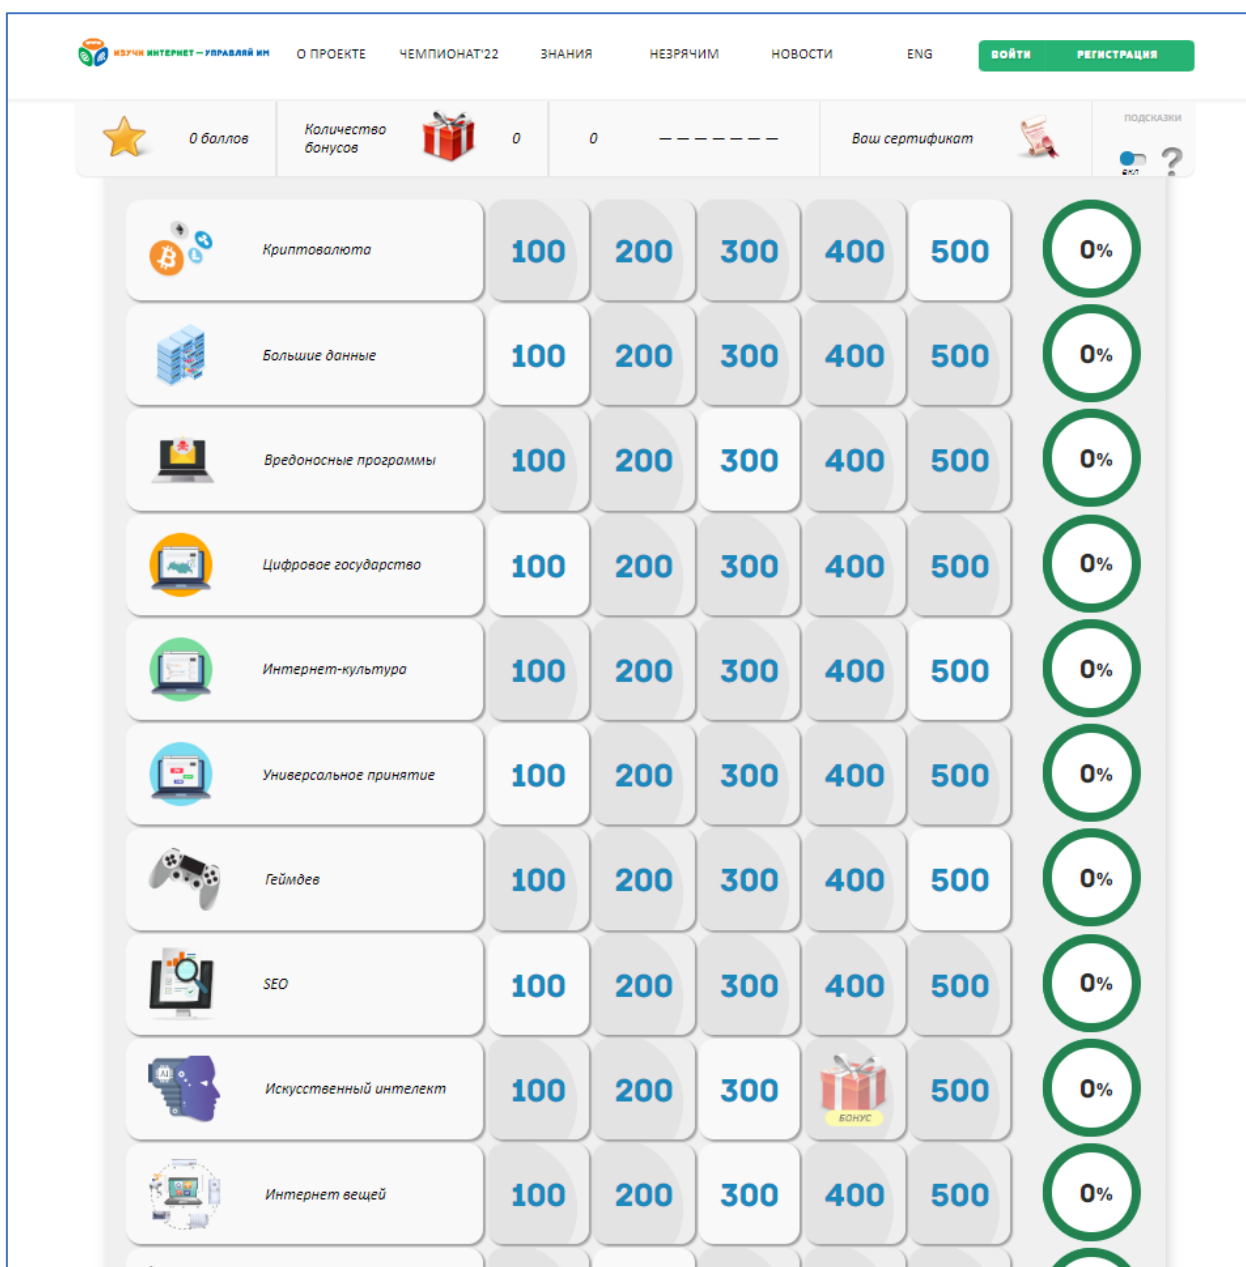 ИЗУЧИ ИНТЕРНЕТ — УПРАВЛЯЙ ИМ О ПРОЕКТЕ ЧЕМПИОНАТ'22 ЗНАНИЯ НЕЗРЯЧИМ НОВОСТИ ENG ВОЙТИ РЕГИСТРАЦИЯ
0 баллов Количество бонусов 0 0 — — — — — — — Ваш сертификат ПОДСКАЗКИ ВКЛ ?
Криптовалюта 100 200 300 400 500 0%
Большие данные 100 200 300 400 500 0%
Вредоносные программы 100 200 300 400 500 0%
Цифровое государство 100 200 300 400 500 0%
Интернет-культура 100 200 300 400 500 0%
Универсальное принятие 100 200 300 400 500 0%
Геймдев 100 200 300 400 500 0%
SEO 100 200 300 400 500 0%
AI Искусственный интелект 100 200 300 БОНУС 500 0%
Интернет вещей 100 200 300 400 500 0%